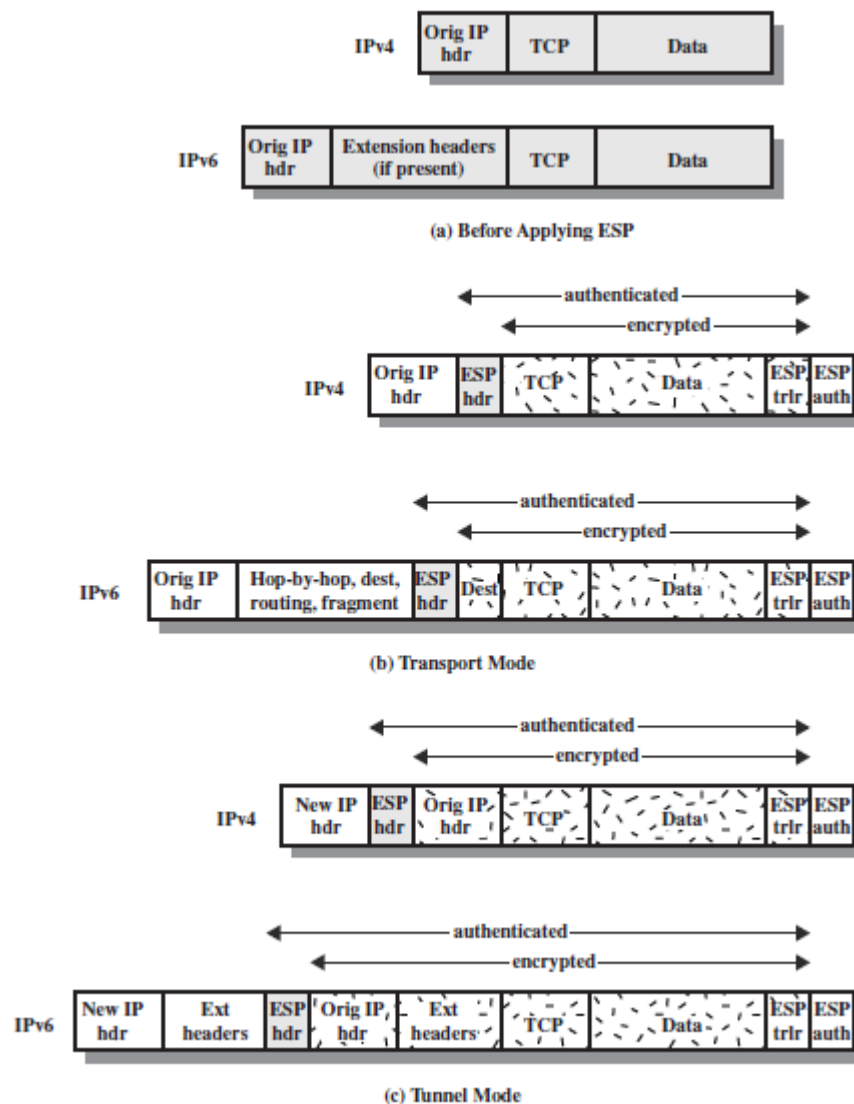 IPv4
Orig IP
hdr
TCP
Data
IPv6
Orig IP
hdr
Extension headers
(if present)
TCP
Data
(a) Before Applying ESP
authenticated
encrypted
IPv4
Orig IP
hdr
ESP
hdr
TCP
Data
ESP
trlr
ESP
auth
authenticated
encrypted
IPv6
Orig IP
hdr
Hop-by-hop, dest,
routing, fragment
ESP
hdr
Dest
TCP
Data
ESP
trlr
ESP
auth
(b) Transport Mode
authenticated
encrypted
IPv4
New IP
hdr
ESP
hdr
Orig IP
hdr
TCP
Data
ESP
trlr
ESP
auth
authenticated
encrypted
IPv6
New IP
hdr
Ext
headers
ESP
hdr
Orig IP
hdr
Ext
headers
TCP
Data
ESP
trlr
ESP
auth
(c) Tunnel Mode